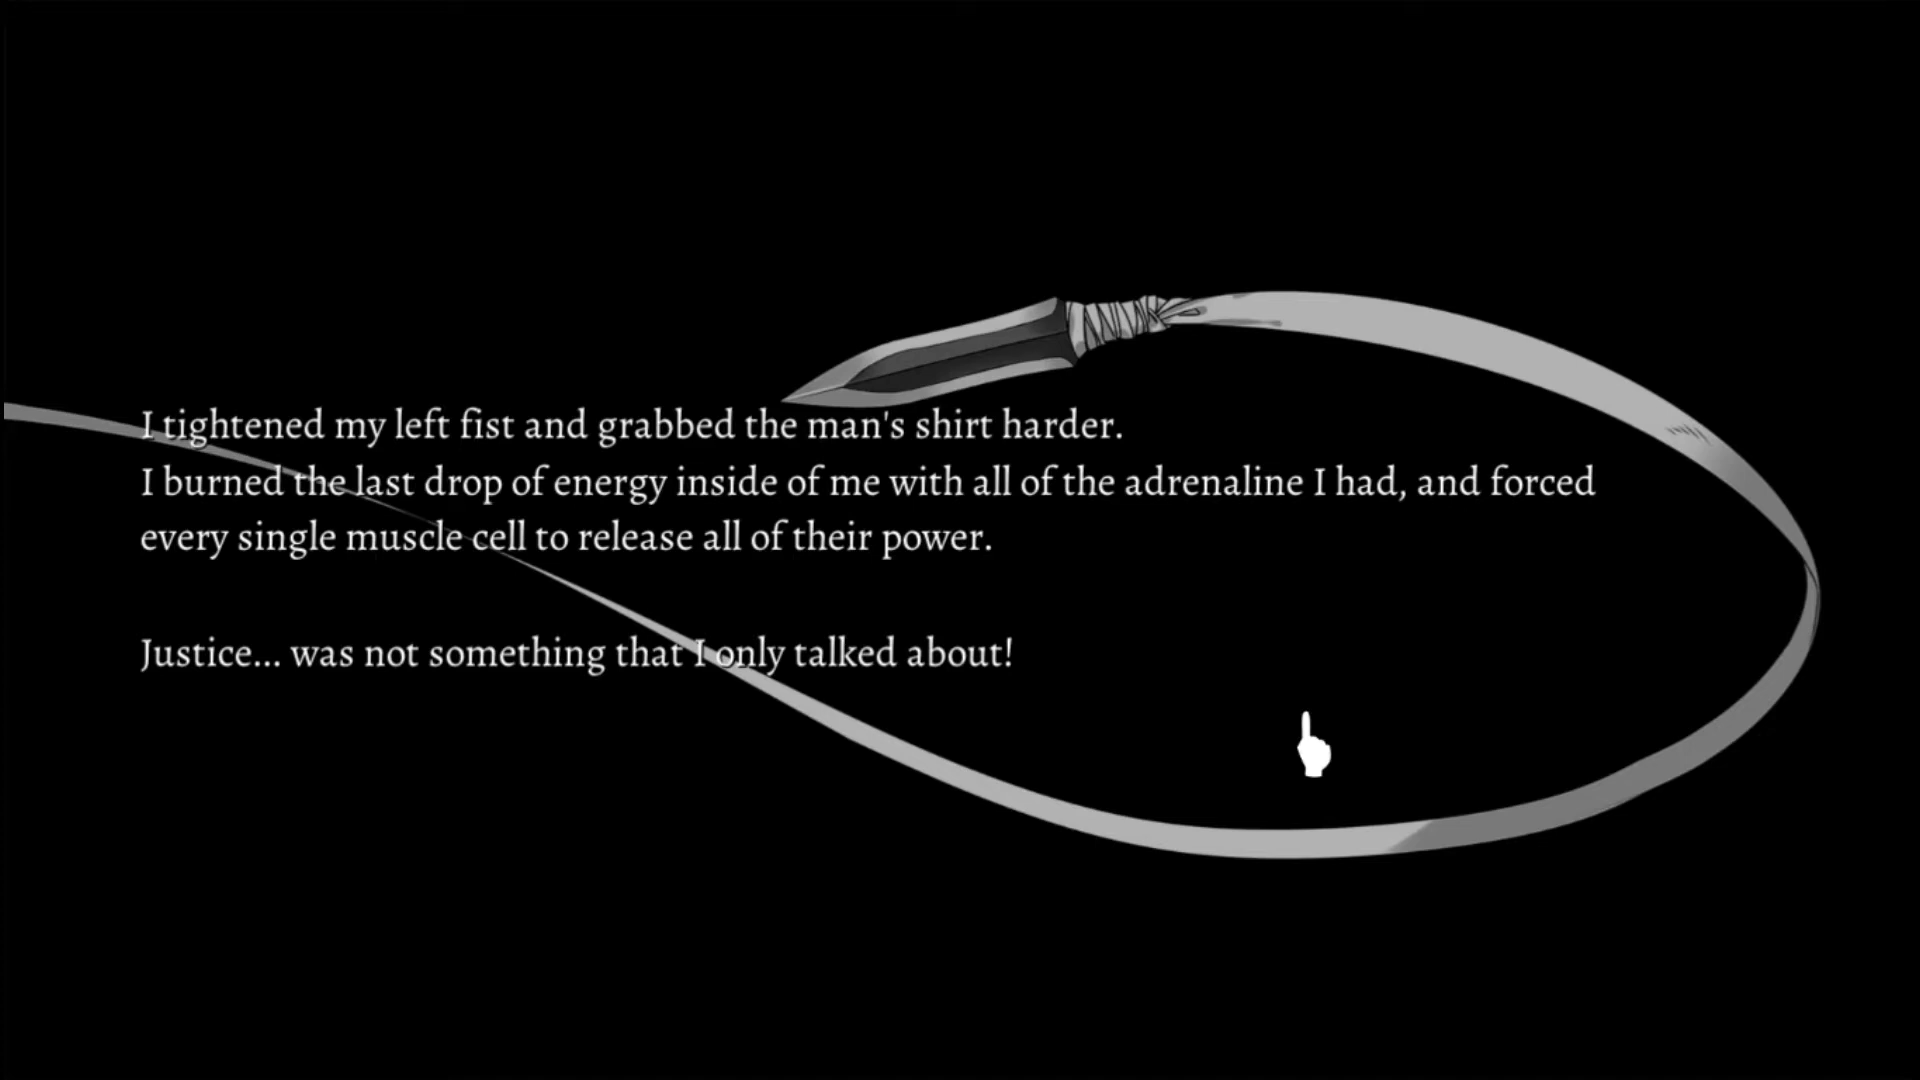 I tightened my left fist and grabbed the man's shirt harder.
I burned the last drop of energy inside of me with all of the adrenaline I had, and forced
every single muscle cell to release all of their power.
Justice... was not something that I only talked about!